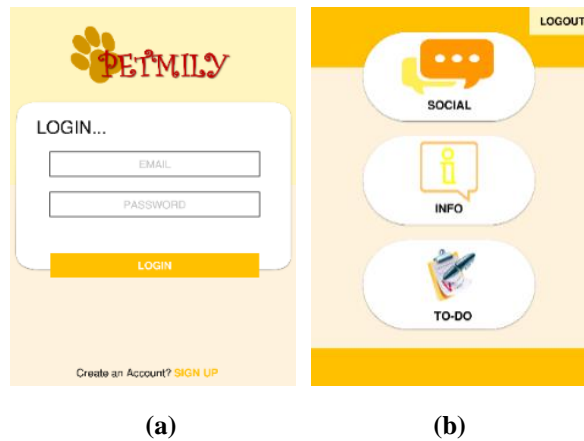 PETMILY
LOGIN...
EMAIL
PASSWORD
LOGIN
Create an Account? SIGN UP
(a)
LOGOUT
SOCIAL
i
INFO
TO-DO
(b)